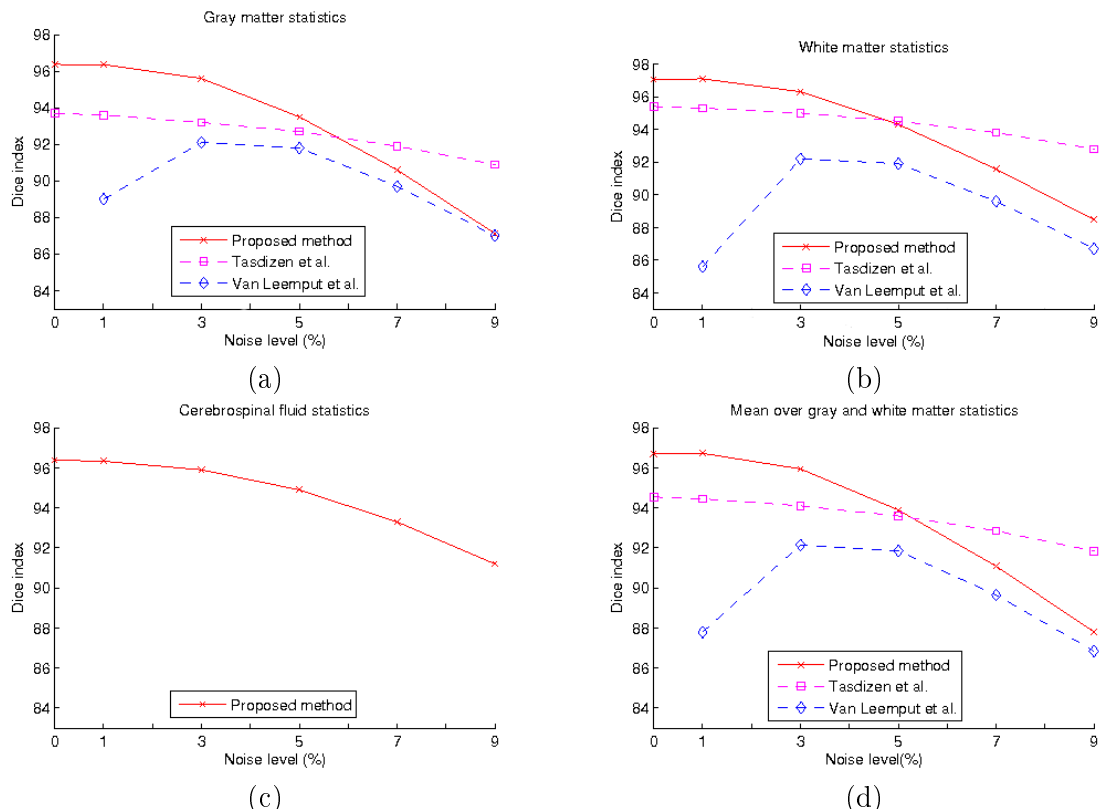 Gray matter statistics
98
96
94
92
90
88
86
84
Dice index
Proposed method
Tasdizen et al.
Van Leemput et al.
0 1 3 5 7 9
Noise level (%)
(a)
White matter statistics
98
96
94
92
90
88
86
84
Dice index
Proposed method
Tasdizen et al.
Van Leemput et al.
0 1 3 5 7 9
Noise level (%)
(b)
Cerebrospinal fluid statistics
98
96
94
92
90
88
86
84
Dice index
Proposed method
0 1 3 5 7 9
Noise level (%)
(c)
Mean over gray and white matter statistics
98
96
94
92
90
88
86
84
Dice index
Proposed method
Tasdizen et al.
Van Leemput et al.
0 1 3 5 7 9
Noise level(%)
(d)